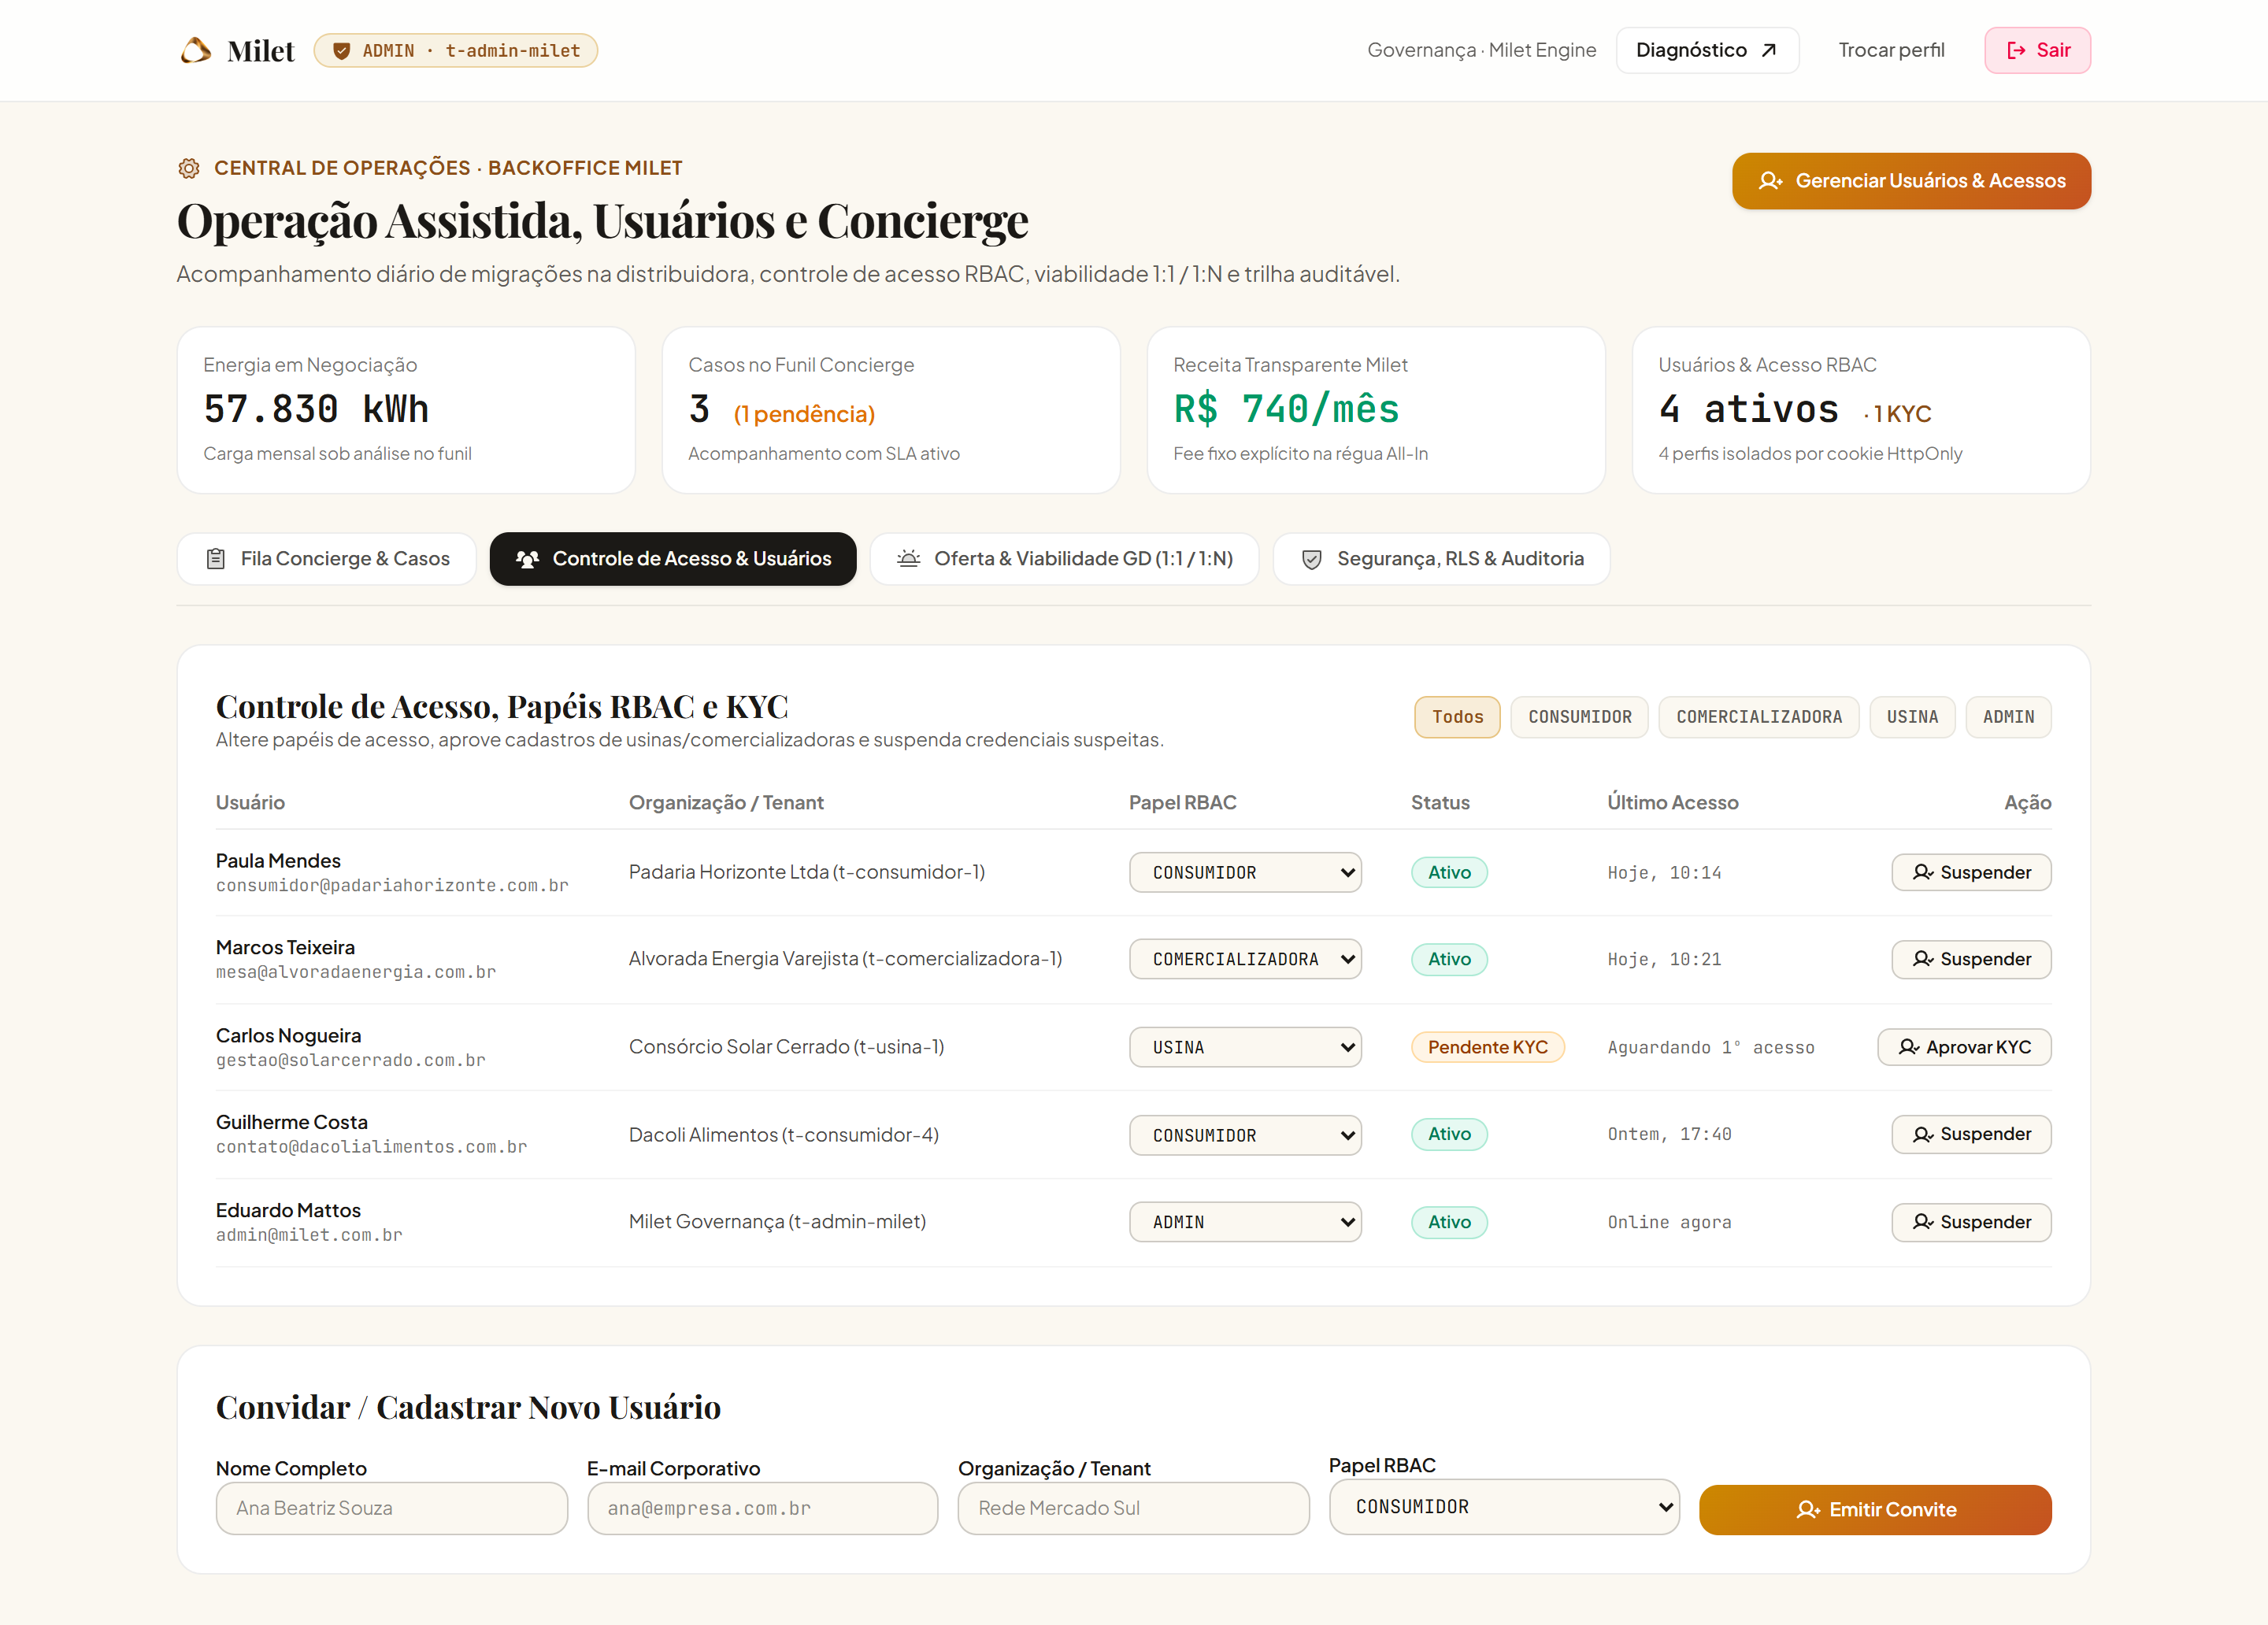 Milet
ADMIN · t-admin-milet
Governança · Milet Engine
Diagnóstico
Trocar perfil
Sair
CENTRAL DE OPERAÇÕES · BACKOFFICE MILET
Operação Assistida, Usuários e Concierge
Acompanhamento diário de migrações na distribuidora, controle de acesso RBAC, viabilidade 1:1 / 1:N e trilha auditável.
Gerenciar Usuários & Acessos
Energia em Negociação
57.830 kWh
Carga mensal sob análise no funil
Casos no Funil Concierge
3 (1 pendência)
Acompanhamento com SLA ativo
Receita Transparente Milet
R$ 740/mês
Fee fixo explícito na régua All-In
Usuários & Acesso RBAC
4 ativos · 1 KYC
4 perfis isolados por cookie HttpOnly
Fila Concierge & Casos
Controle de Acesso & Usuários
Oferta & Viabilidade GD (1:1 / 1:N)
Segurança, RLS & Auditoria
Controle de Acesso, Papéis RBAC e KYC
Altere papéis de acesso, aprove cadastros de usinas/comercializadoras e suspenda credenciais suspeitas.
Todos
CONSUMIDOR
COMERCIALIZADORA
USINA
ADMIN
Usuário Organização / Tenant Papel RBAC Status Último Acesso Ação
Paula Mendes
consumidor@padariahorizonte.com.br
Padaria Horizonte Ltda (t-consumidor-1)
CONSUMIDOR
Ativo
Hoje, 10:14
Suspender
Marcos Teixeira
mesa@alvoradaenergia.com.br
Alvorada Energia Varejista (t-comercializadora-1)
COMERCIALIZADORA
Ativo
Hoje, 10:21
Suspender
Carlos Nogueira
gestao@solarcerrado.com.br
Consórcio Solar Cerrado (t-usina-1)
USINA
Pendente KYC
Aguardando 1º acesso
Aprovar KYC
Guilherme Costa
contato@dacolialimentos.com.br
Dacoli Alimentos (t-consumidor-4)
CONSUMIDOR
Ativo
Ontem, 17:40
Suspender
Eduardo Mattos
admin@milet.com.br
Milet Governança (t-admin-milet)
ADMIN
Ativo
Online agora
Suspender
Convidar / Cadastrar Novo Usuário
Nome Completo
Ana Beatriz Souza
E-mail Corporativo
ana@empresa.com.br
Organização / Tenant
Rede Mercado Sul
Papel RBAC
CONSUMIDOR
Emitir Convite